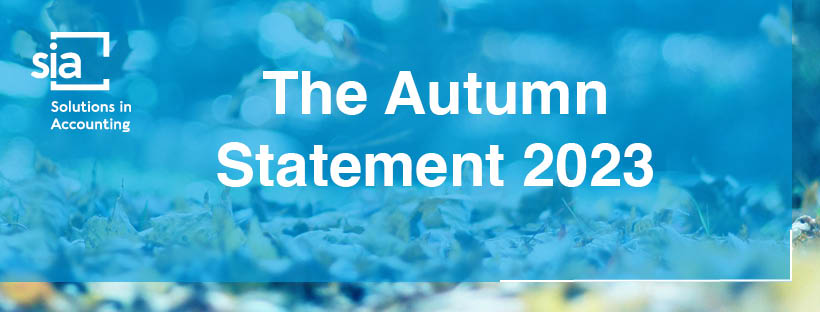 sia
Solutions in
Accounting
The Autumn
Statement 2023